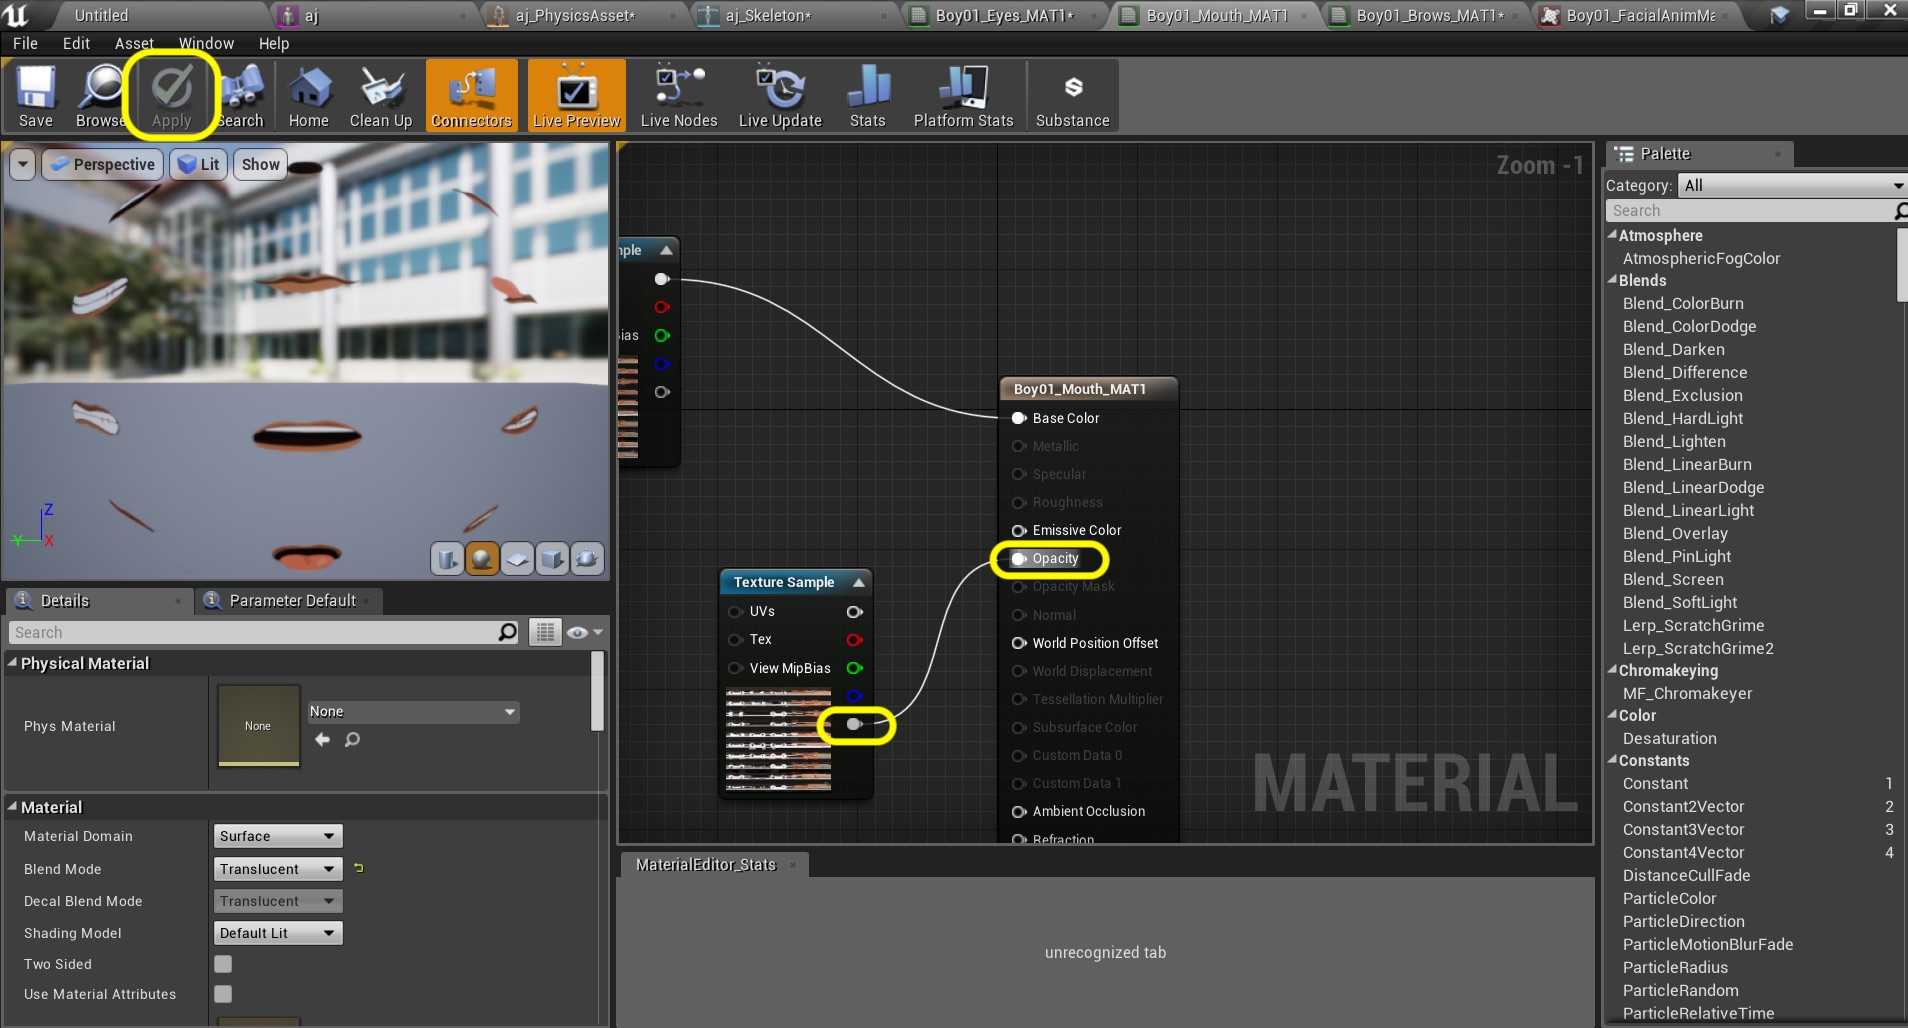 Untitled
aj
aj_PhysicsAsset*
aj_Skeleton*
Boy01_Eyes_MAT1*
Boy01_Mouth_MAT1
Boy01_Brows_MAT1*
Boy01_FacialAnimMa
File Edit Asset Window Help
Save
Browse
Apply
Search
Home
Clean Up
Connectors
Live Preview
Live Nodes
Live Update
Stats
Platform Stats
Substance
Perspective
Lit
Show
Z
Y
X
Zoom -1
mple
Bias
Boy01_Mouth_MAT1
Base Color
Metallic
Specular
Roughness
Emissive Color
Opacity
Opacity Mask
Normal
World Position Offset
World Displacement
Tessellation Multiplier
Subsurface Color
Custom Data 0
Custom Data 1
Ambient Occlusion
Refraction
Texture Sample
UVs
Tex
View MipBias
MATERIAL
Details
Parameter Default
Search
Physical Material
Phys Material
None
None
Material
Material Domain Surface
Blend Mode Translucent
Decal Blend Mode Translucent
Shading Model Default Lit
Two Sided
Use Material Attributes
MaterialEditor_Stats
unrecognized tab
Palette
Category: All
Search
Atmosphere
AtmosphericFogColor
Blends
Blend_ColorBurn
Blend_ColorDodge
Blend_Darken
Blend_Difference
Blend_Exclusion
Blend_HardLight
Blend_Lighten
Blend_LinearBurn
Blend_LinearDodge
Blend_LinearLight
Blend_Overlay
Blend_PinLight
Blend_Screen
Blend_SoftLight
Lerp_ScratchGrime
Lerp_ScratchGrime2
Chromakeying
MF_Chromakeyer
Color
Desaturation
Constants
Constant 1
Constant2Vector 2
Constant3Vector 3
Constant4Vector 4
DistanceCullFade
ParticleColor
ParticleDirection
ParticleMotionBlurFade
ParticleRadius
ParticleRandom
ParticleRelativeTime